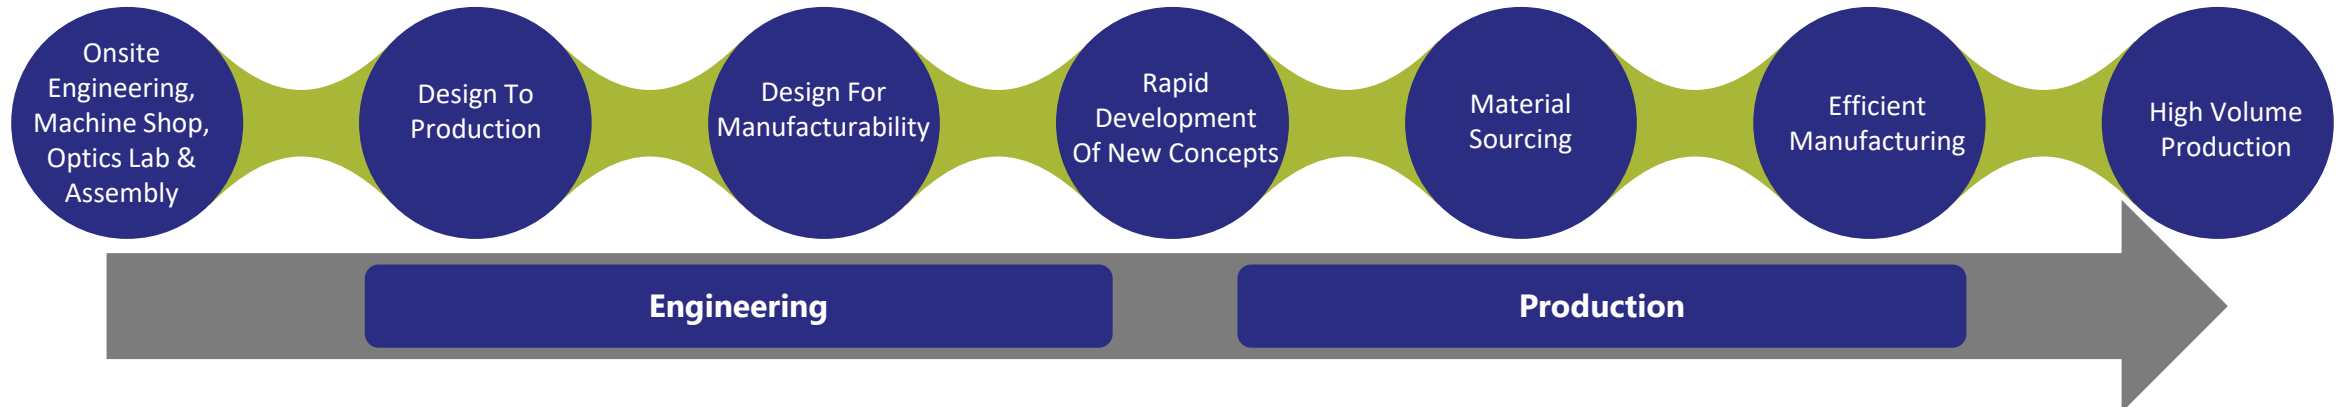 Onsite
Engineering,
Machine Shop,
Optics Lab &
Assembly
Design To
Production
Design For
Manufacturability
Rapid
Development
Of New Concepts
Material
Sourcing
Efficient
Manufacturing
High Volume
Production
Engineering
Production